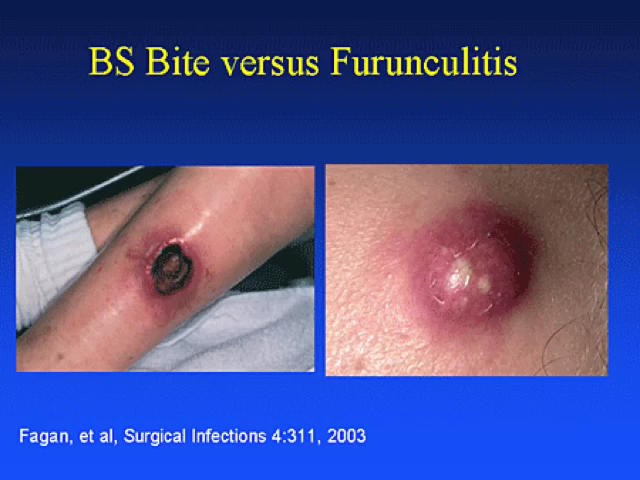 BS Bite versus Furunculitis
Fagan, et al, Surgical Infections 4:311, 2003